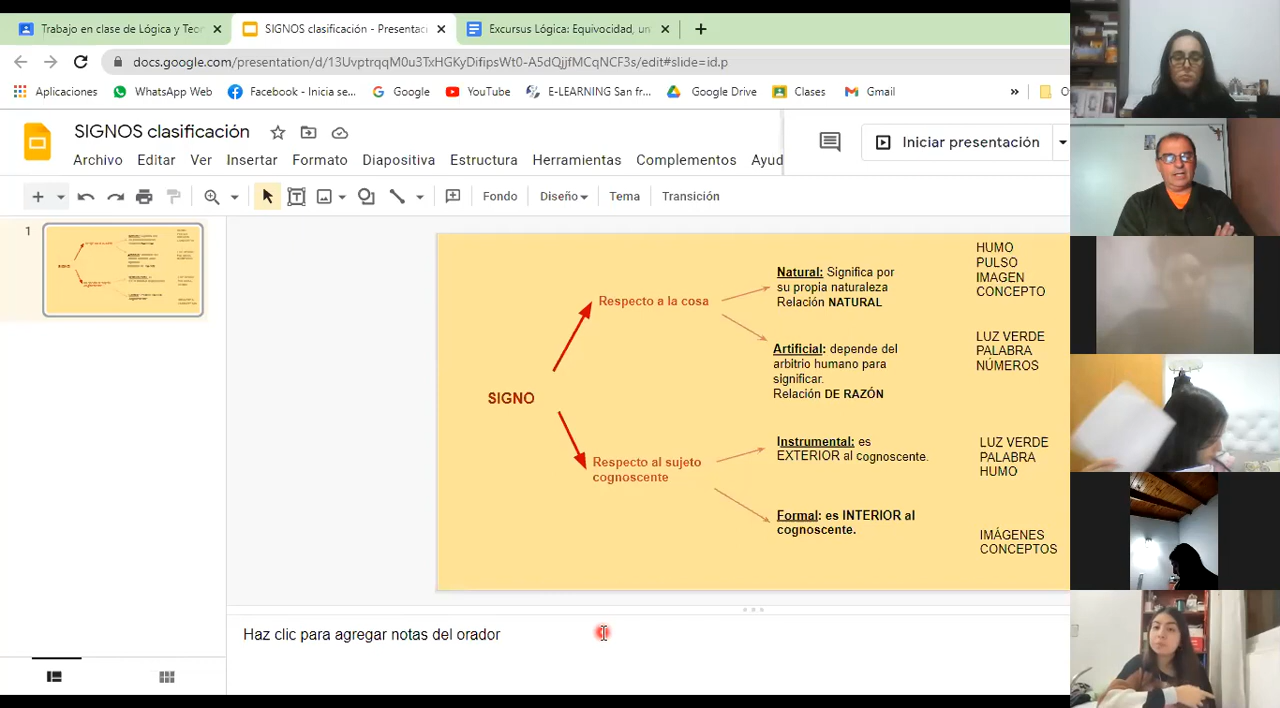 Trabajo en clase de Lógica y Teor
SIGNOS clasificación - Presentac
Excursus Lógica: Equivocidad, un
docs.google.com/presentation/d/13UvptrqqM0u3TxHGKyDifipsWt0-A5dQjjfMCqNCF3s/edit#slide=id.p
Aplicaciones
WhatsApp Web
Facebook - Inicia se...
Google
YouTube
E-LEARNING San fr...
Google Drive
Clases
Gmail
»
SIGNOS clasificación
Archivo Editar Ver Insertar Formato Diapositiva Estructura Herramientas Complementos Ayud
Iniciar presentación
Fondo Diseño Tema Transición
1
SIGNO
Respecto a la cosa
Natural: Significa por
su propia naturaleza
Relación NATURAL
HUMO
PULSO
IMAGEN
CONCEPTO
Artificial: depende del
arbitrio humano para
significar.
Relación DE RAZÓN
LUZ VERDE
PALABRA
NÚMEROS
Respecto al sujeto
cognoscente
Instrumental: es
EXTERIOR al cognoscente.
LUZ VERDE
PALABRA
HUMO
Formal: es INTERIOR al
cognoscente.
IMÁGENES
CONCEPTOS
Haz clic para agregar notas del orador